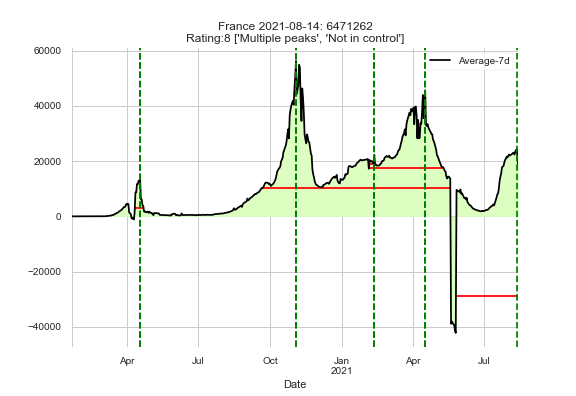 France 2021-08-14: 6471262
Rating:8 ['Multiple peaks', 'Not in control']
Average-7d
60000
40000
20000
0
−20000
−40000
Apr
Jul
Oct
Jan
2021
Apr
Jul
Date